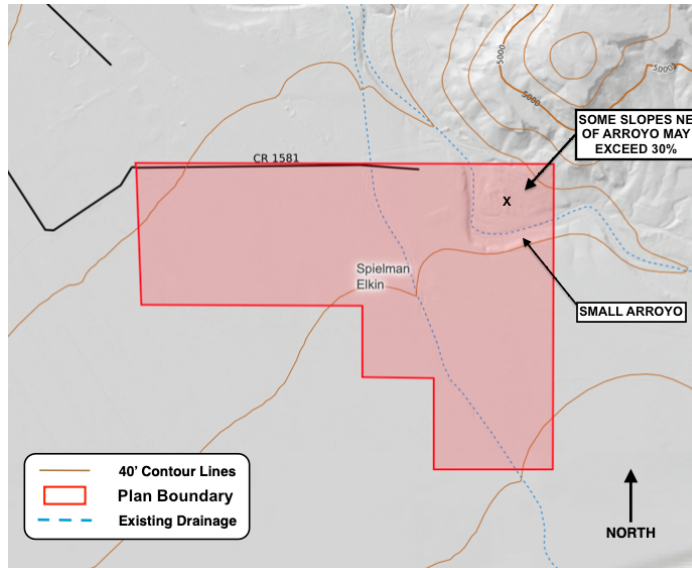 5000
5000
5000
SOME SLOPES NE
OF ARROYO MAY
EXCEED 30%
CR 1581
X
Spielman
Elkin
SMALL ARROYO
40' Contour Lines
Plan Boundary
Existing Drainage
NORTH